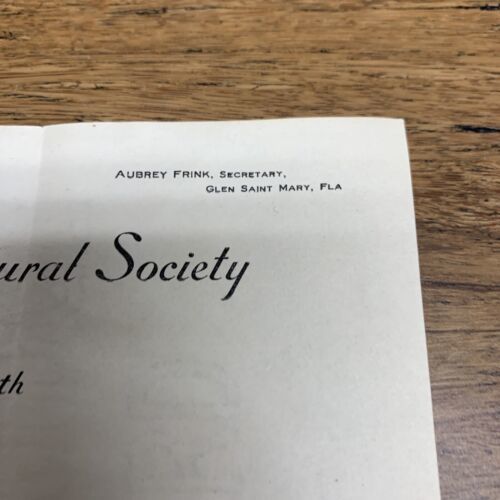 AUBREY FRINK, SECRETARY,
GLEN SAINT MARY, FLA
ural Society
th